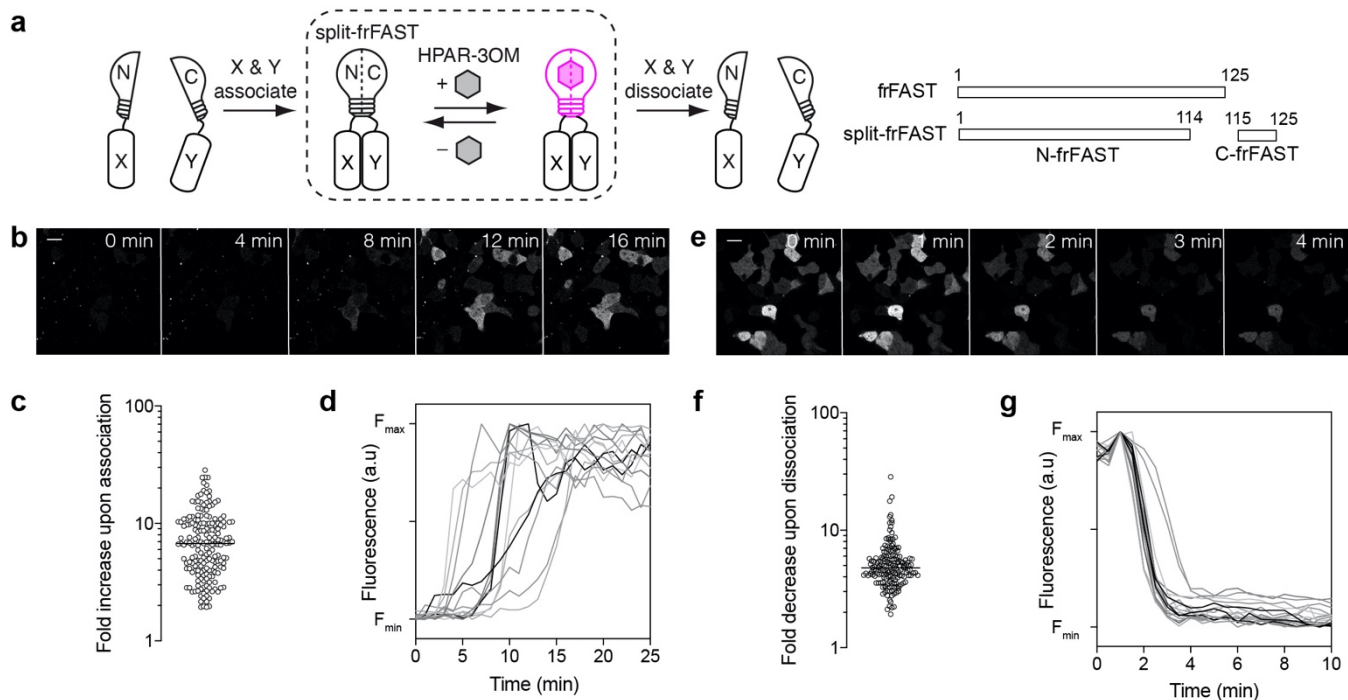 a
split-frFAST
HPAR-3OM
N
C
X
Y
X & Y
associate
N C
X Y
+
−
X Y
X & Y
dissociate
N
C
X
Y
frFAST
1
125
split-frFAST
1
114
115
125
N-frFAST
C-frFAST
b
0 min
4 min
8 min
12 min
16 min
e
0 min
1 min
2 min
3 min
4 min
c
Fold increase upon association
100
10
1
d
Fluorescence (a.u)
Fmax
Fmin
0 5 10 15 20 25
Time (min)
f
Fold decrease upon dissociation
100
10
1
g
Fluorescence (a.u)
Fmax
Fmin
0 2 4 6 8 10
Time (min)